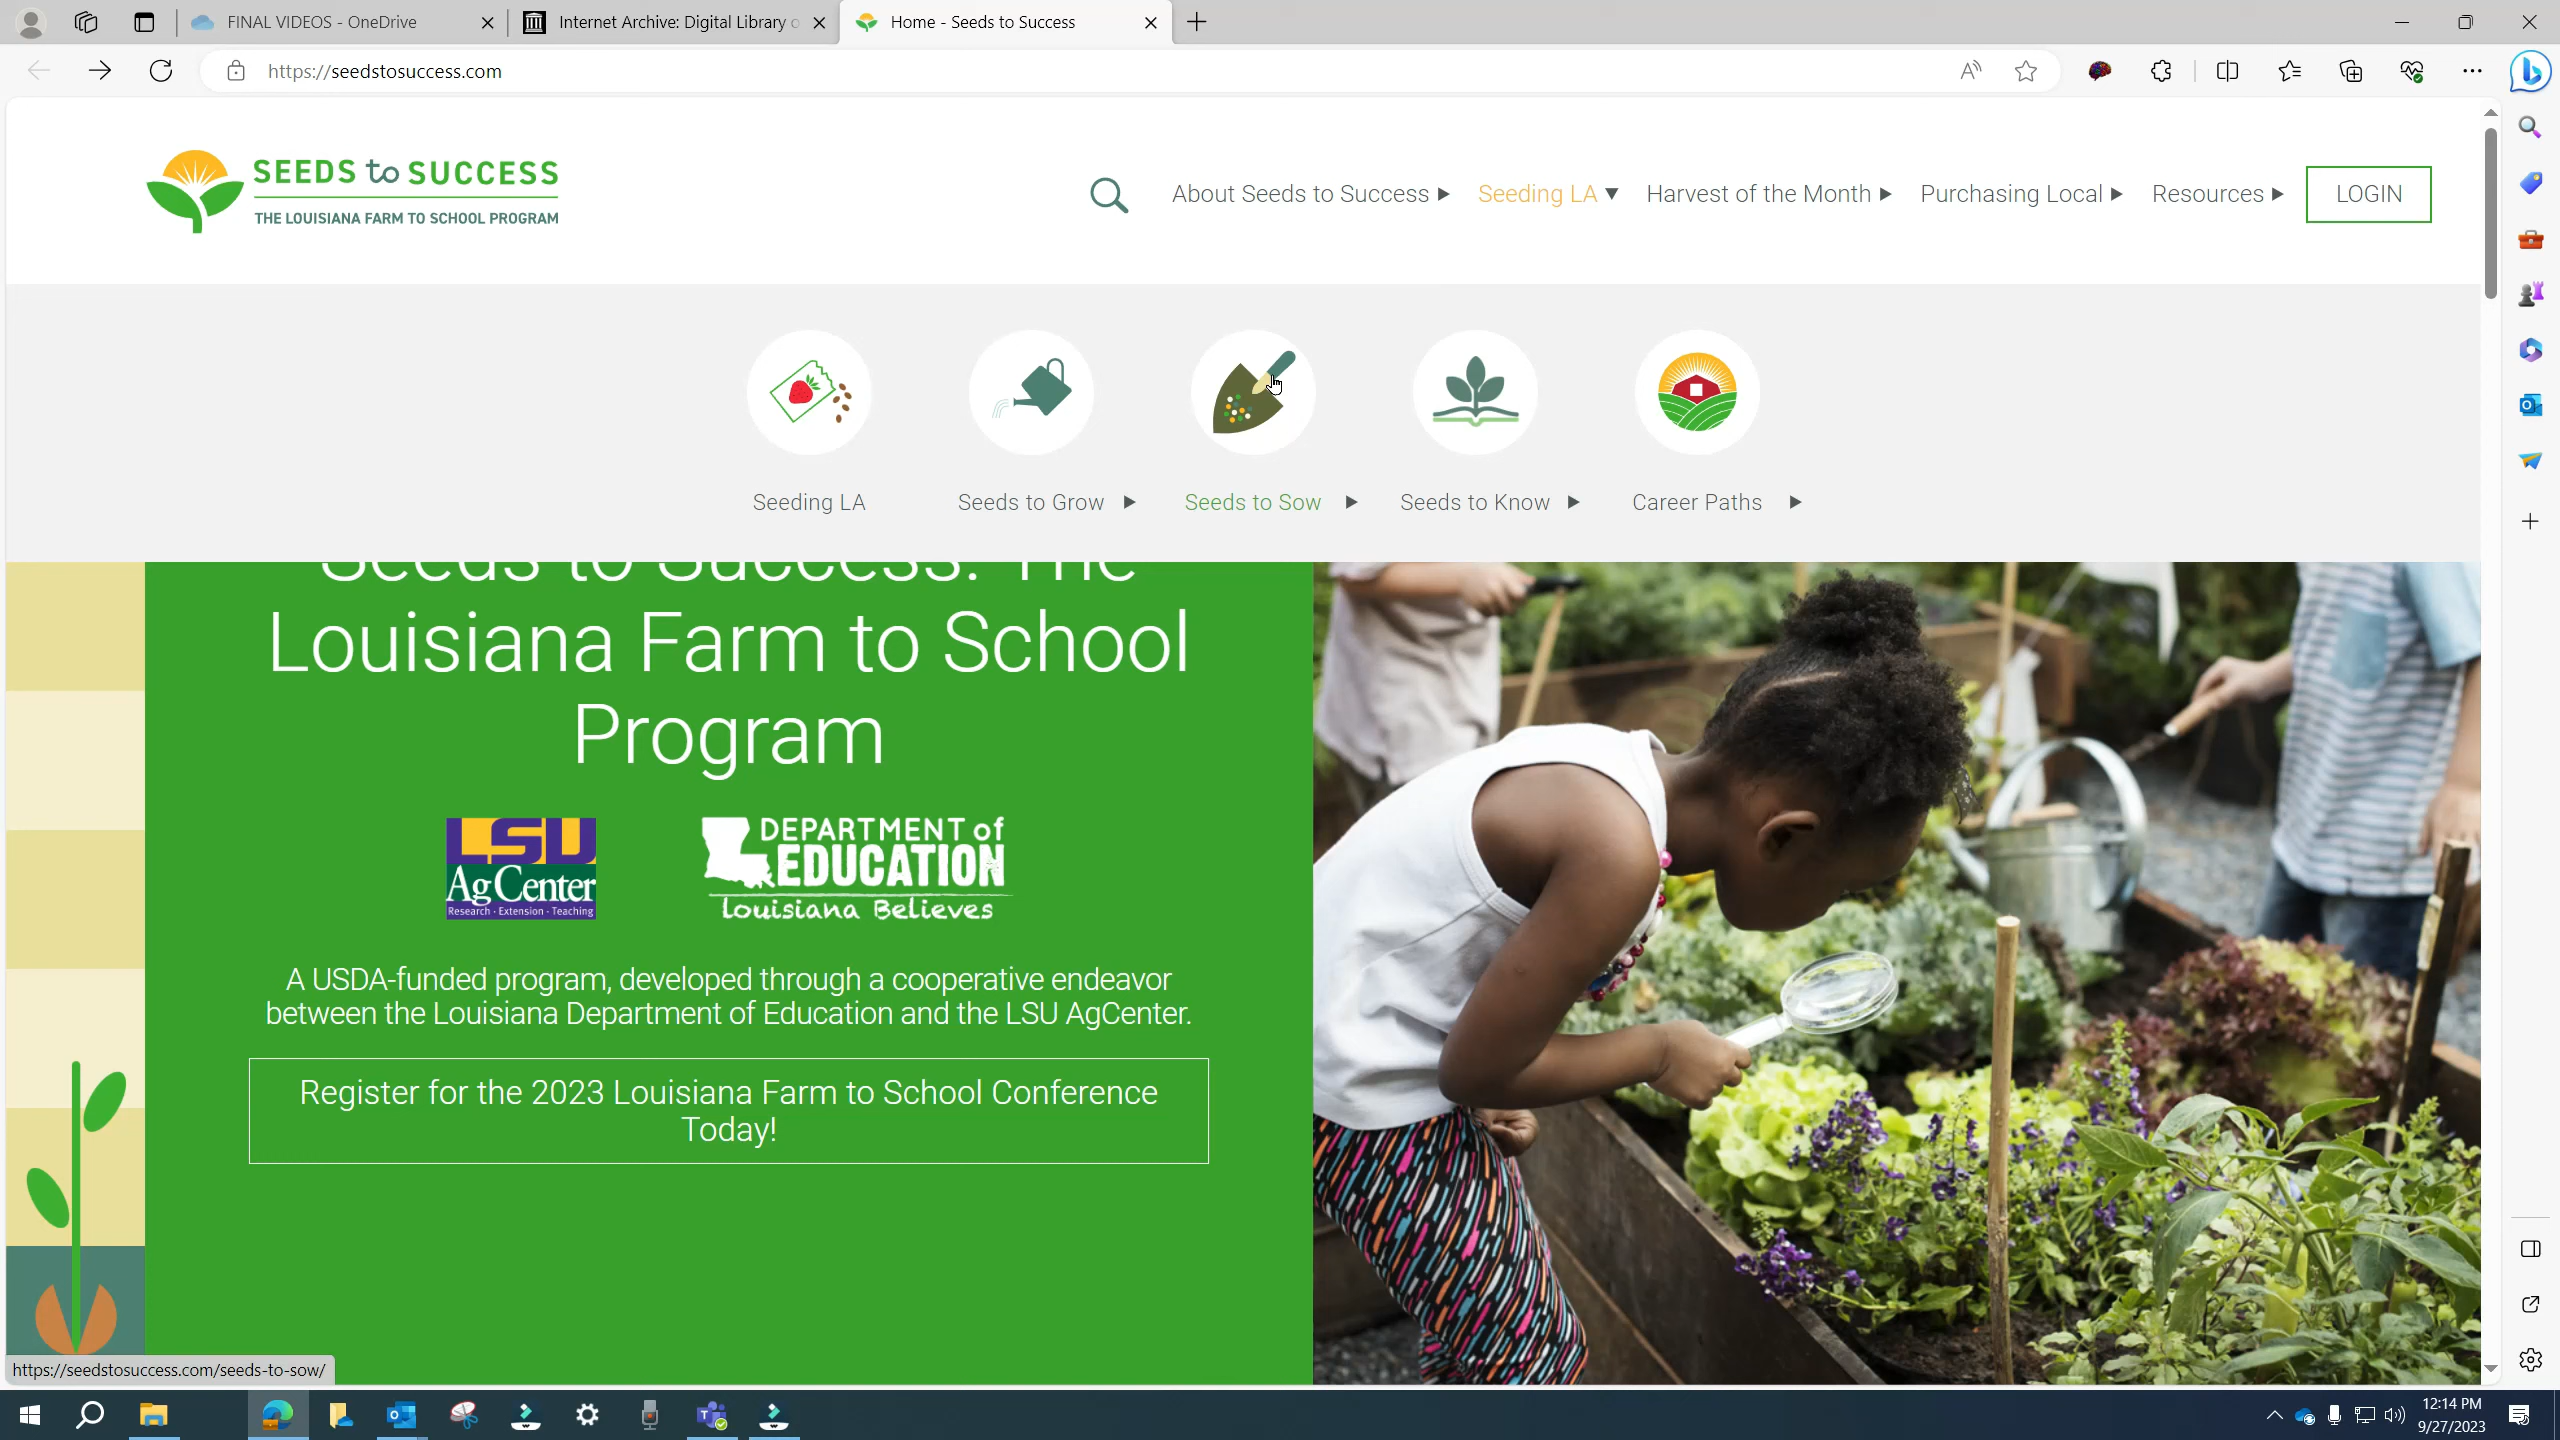 FINAL VIDEOS - OneDrive
Internet Archive: Digital Library o
Home - Seeds to Success
https://seedstosuccess.com
SEEDS to SUCCESS
THE LOUISIANA FARM TO SCHOOL PROGRAM
About Seeds to Success
Seeding LA
Harvest of the Month
Purchasing Local
Resources
LOGIN
Seeding LA
Seeds to Grow
Seeds to Sow
Seeds to Know
Career Paths
Seeds to Success: The
Louisiana Farm to School
Program
LSU
AgCenter
Research · Extension · Teaching
DEPARTMENT of
EDUCATION
Louisiana Believes
A USDA-funded program, developed through a cooperative endeavor
between the Louisiana Department of Education and the LSU AgCenter.
Register for the 2023 Louisiana Farm to School Conference
Today!
https://seedstosuccess.com/seeds-to-sow/
12:14 PM
9/27/2023